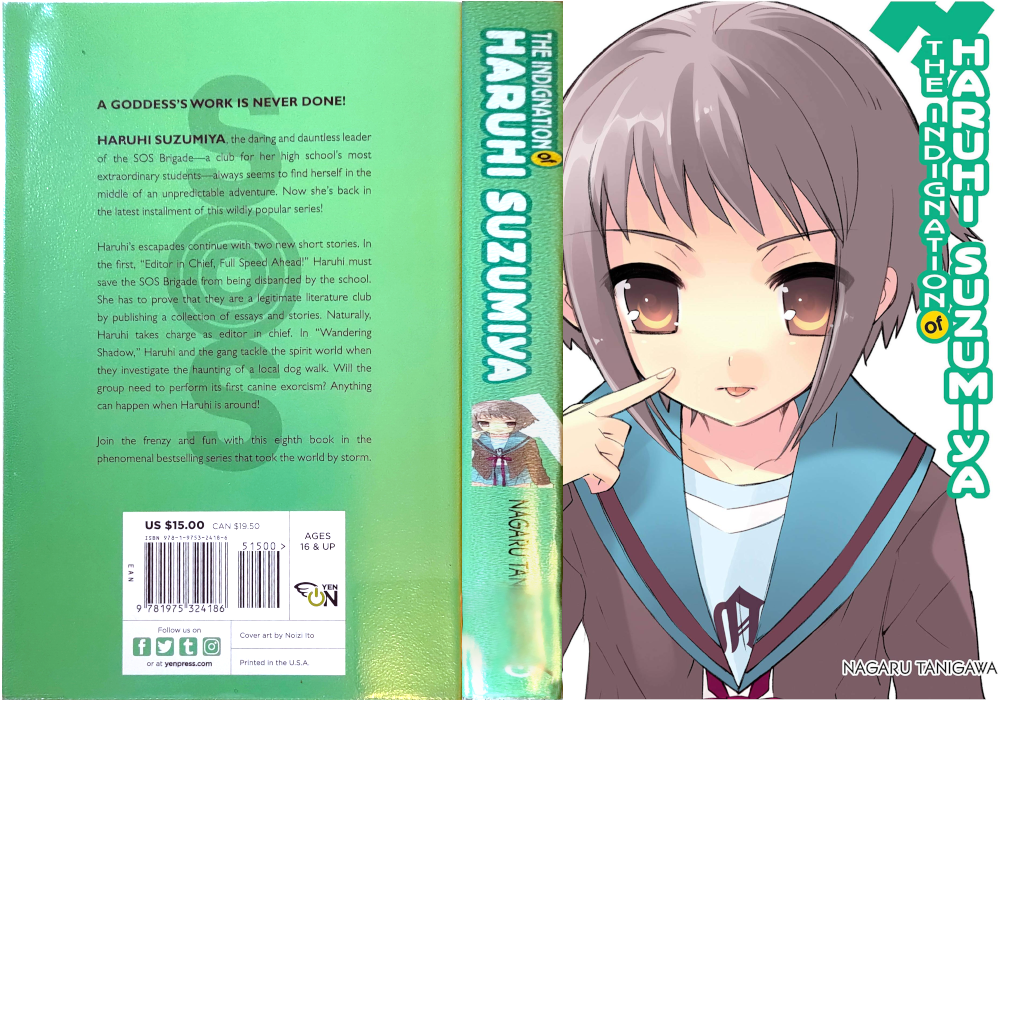 A GODDESS'S WORK IS NEVER DONE!
HARUHI SUZUMIYA, the daring and dauntless leader
of the SOS Brigade—a club for her high school's most
extraordinary students—always seems to find herself in the
middle of an unpredictable adventure. Now she's back in
the latest installment of this wildly popular series!
Haruhi's escapades continue with two new short stories. In
the first, "Editor in Chief, Full Speed Ahead!" Haruhi must
save the SOS Brigade from being disbanded by the school.
She has to prove that they are a legitimate literature club
by publishing a collection of essays and stories. Naturally,
Haruhi takes charge as editor in chief. In "Wandering
Shadow," Haruhi and the gang tackle the spirit world when
they investigate the haunting of a local dog walk. Will the
group need to perform its first canine exorcism? Anything
can happen when Haruhi is around!
Join the frenzy and fun with this eighth book in the
phenomenal bestselling series that took the world by storm.
SOS
US $15.00 CAN $19.50
ISBN 978-1-9753-2418-6
51500 >
EAN
9 781975 324186
AGES
16 & UP
YEN
ON
Follow us on
or at yenpress.com
Cover art by Noizi Ito
Printed in the U.S.A.
THE INDIGNATION of
HARUHI SUZUMIYA
NAGARU TAN
THE INDIGNATION of
HARUHI SUZUMIYA
NAGARU TANIGAWA